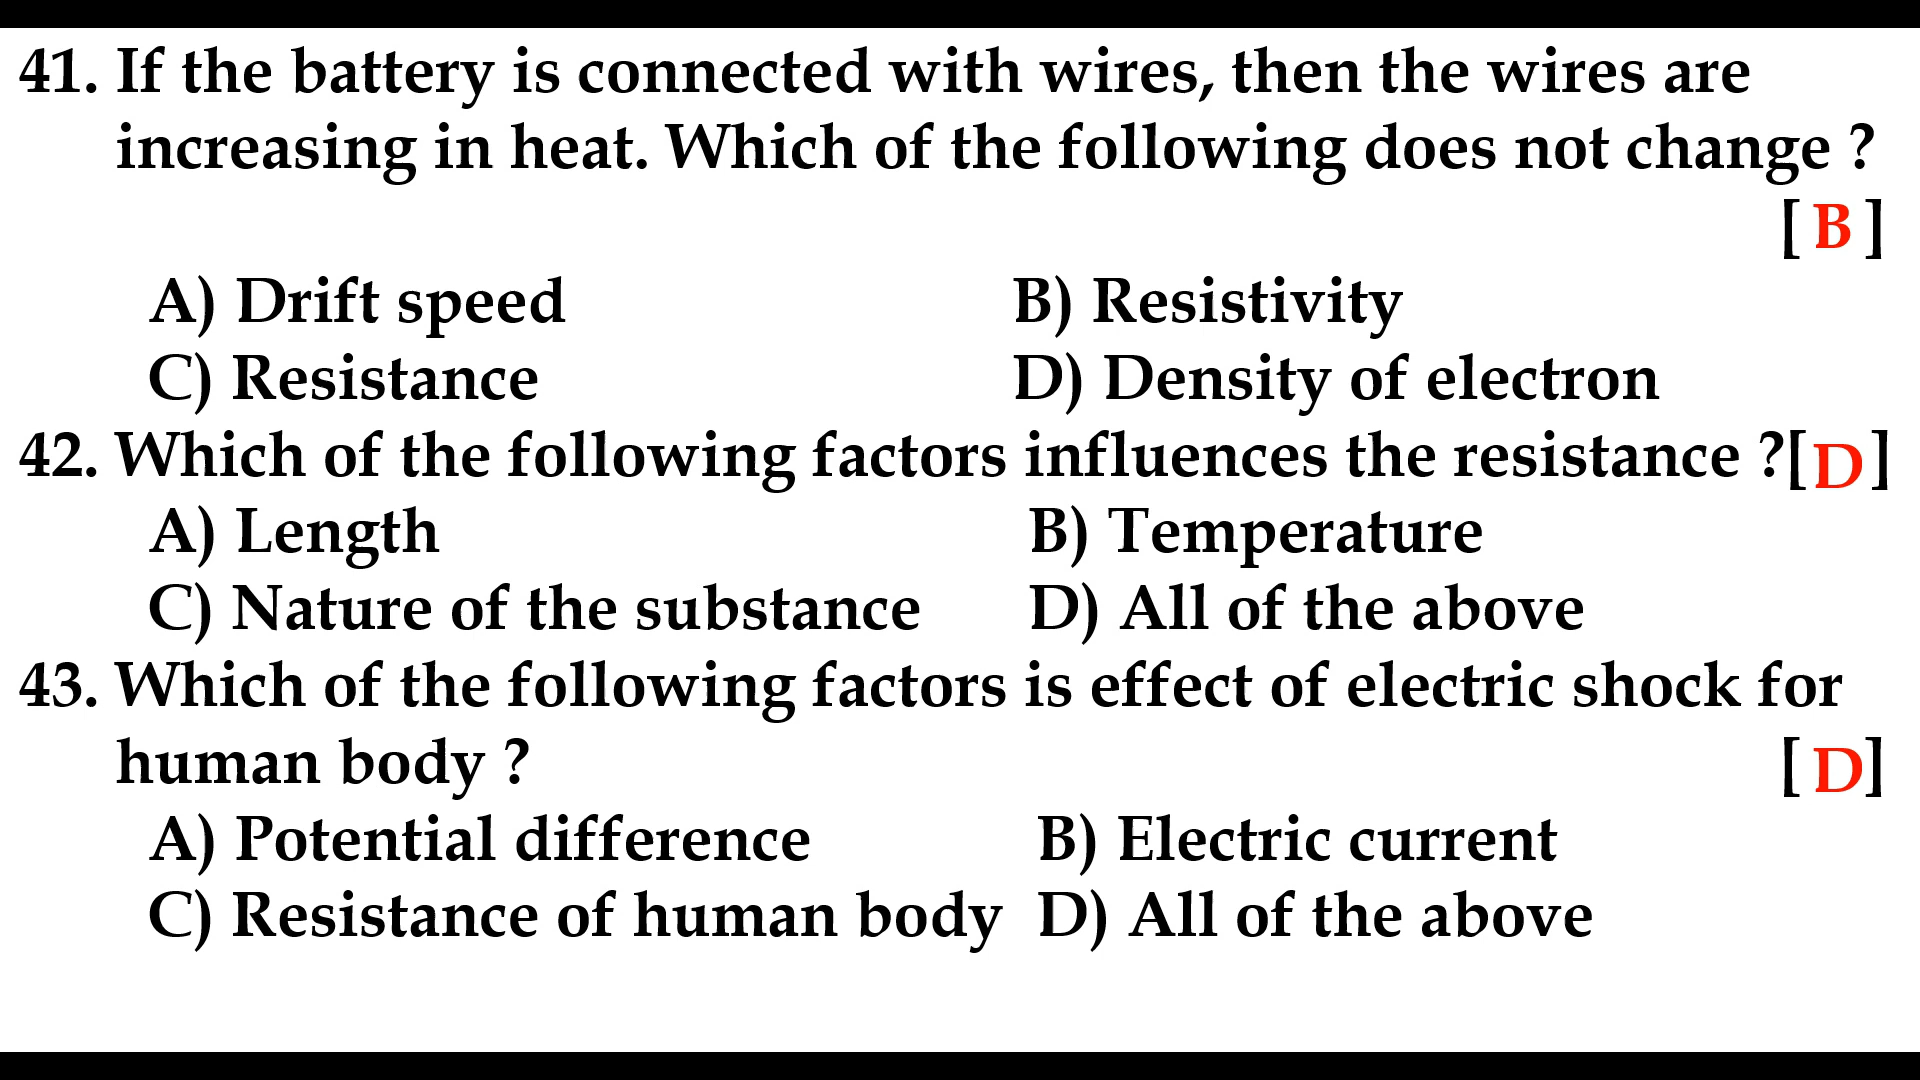 41. If the battery is connected with wires, then the wires are
increasing in heat. Which of the following does not change ?
[ B ]
A) Drift speed B) Resistivity
C) Resistance D) Density of electron
42. Which of the following factors influences the resistance ?[D]
A) Length B) Temperature
C) Nature of the substance D) All of the above
43. Which of the following factors is effect of electric shock for
human body ? [ D]
A) Potential difference B) Electric current
C) Resistance of human body D) All of the above